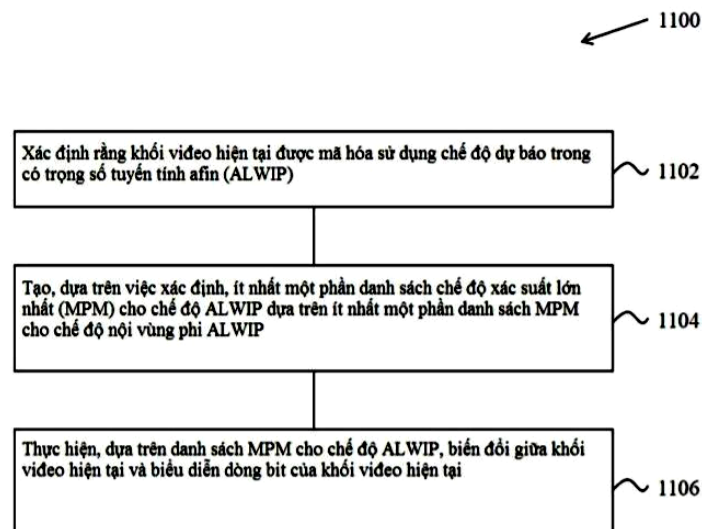 1100
Xác định rằng khối viđeo hiện tại được mã hóa sử dụng chế độ dự báo trong
có trọng số tuyến tính afin (ALWIP)
1102
Tạo, dựa trên việc xác định, ít nhất một phần danh sách chế độ xác suất lớn
nhất (MPM) cho chế độ ALWIP dựa trên ít nhất một phần danh sách MPM
cho chế độ nội vùng phi ALWIP
1104
Thực hiện, dựa trên danh sách MPM cho chế độ ALWIP, biến đổi giữa khối
viđeo hiện tại và biểu diễn dòng bit của khối viđeo hiện tại
1106